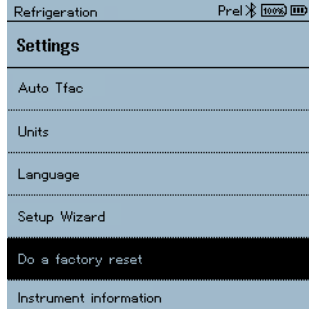 Refrigeration Prel 100%
Settings
Auto Tfac
Units
Language
Setup Wizard
Do a factory reset
Instrument information